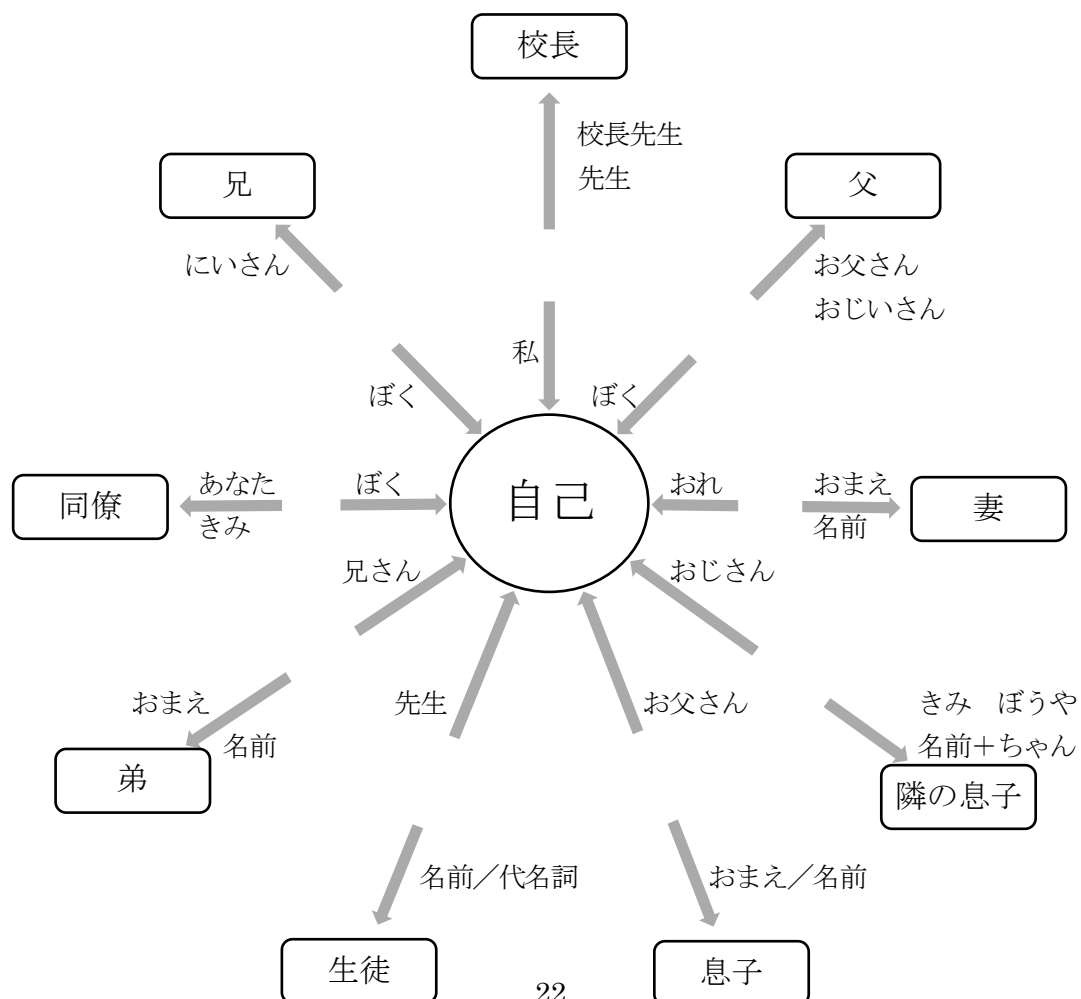 校長
校長先生
先生
兄
父
にいさん
お父さん
おじいさん
私
ぼく
ぼく
同僚
あなた
きみ
ぼく
自己
おれ
おまえ
名前
妻
兄さん
おじさん
おまえ
名前
弟
先生
お父さん
きみ　ぼうや
名前+ちゃん
隣の息子
名前／代名詞
おまえ／名前
生徒
息子
22